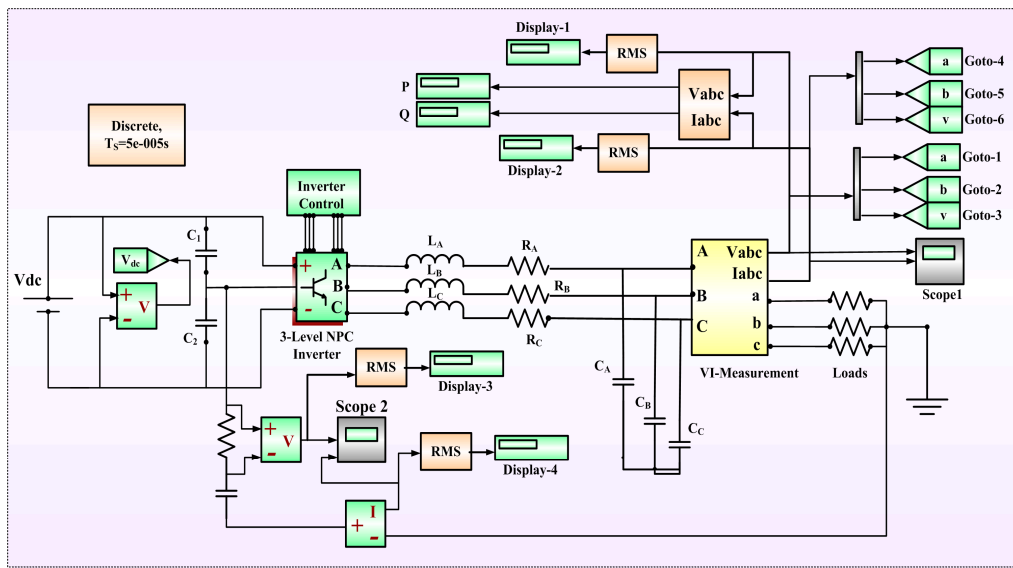 Display-1
RMS
P
Q
Vabc
Iabc
Display-2
RMS
a
Goto-4
b
Goto-5
v
Goto-6
a
Goto-1
b
Goto-2
v
Goto-3
Discrete,
TS=5e-005s
Inverter
Control
C1
Vdc
Vdc
+
-
V
C2
+
-
A
B
C
3-Level NPC
Inverter
LA
LB
LC
RA
RB
RC
A
B
C
Vabc
Iabc
a
b
c
VI-Measurement
Scope1
Loads
CA
CB
CC
RMS
Display-3
+
-
V
Scope 2
RMS
Display-4
I
+
-